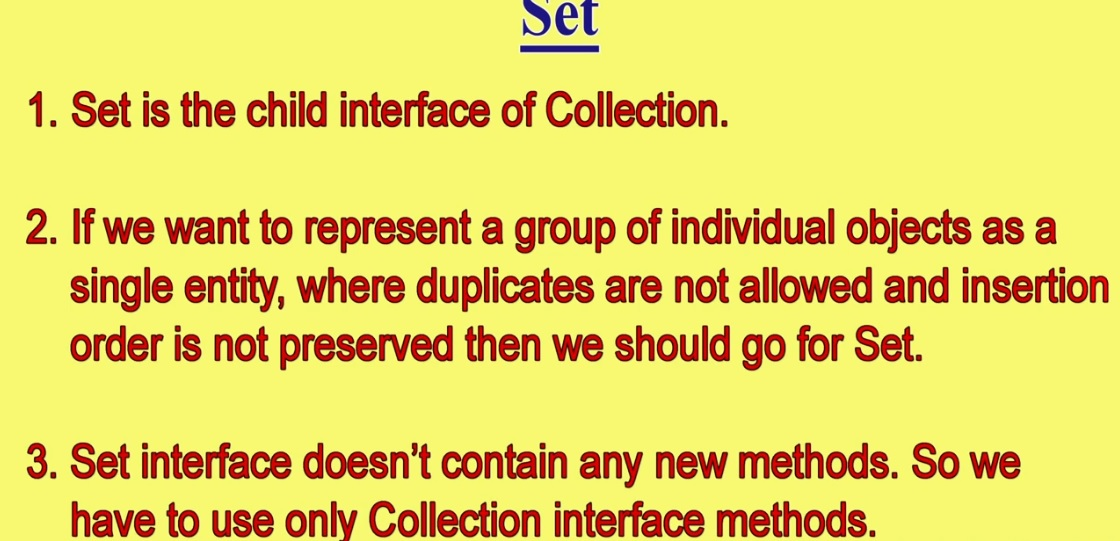 Set
1. Set is the child interface of Collection.
2. If we want to represent a group of individual objects as a
single entity, where duplicates are not allowed and insertion
order is not preserved then we should go for Set.
3. Set interface doesn’t contain any new methods. So we
have to use only Collection interface methods.